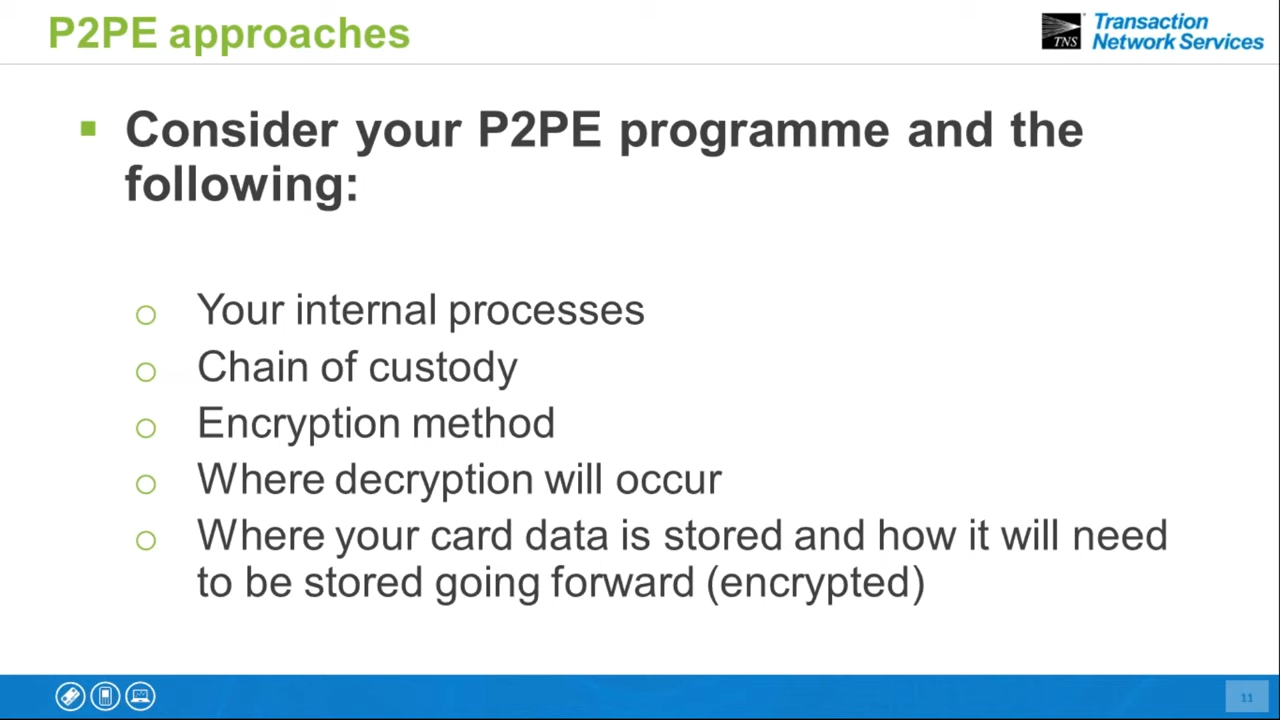 P2PE approaches
TNS
Transaction
Network Services
Consider your P2PE programme and the
following:
Your internal processes
Chain of custody
Encryption method
Where decryption will occur
Where your card data is stored and how it will need
to be stored going forward (encrypted)
11